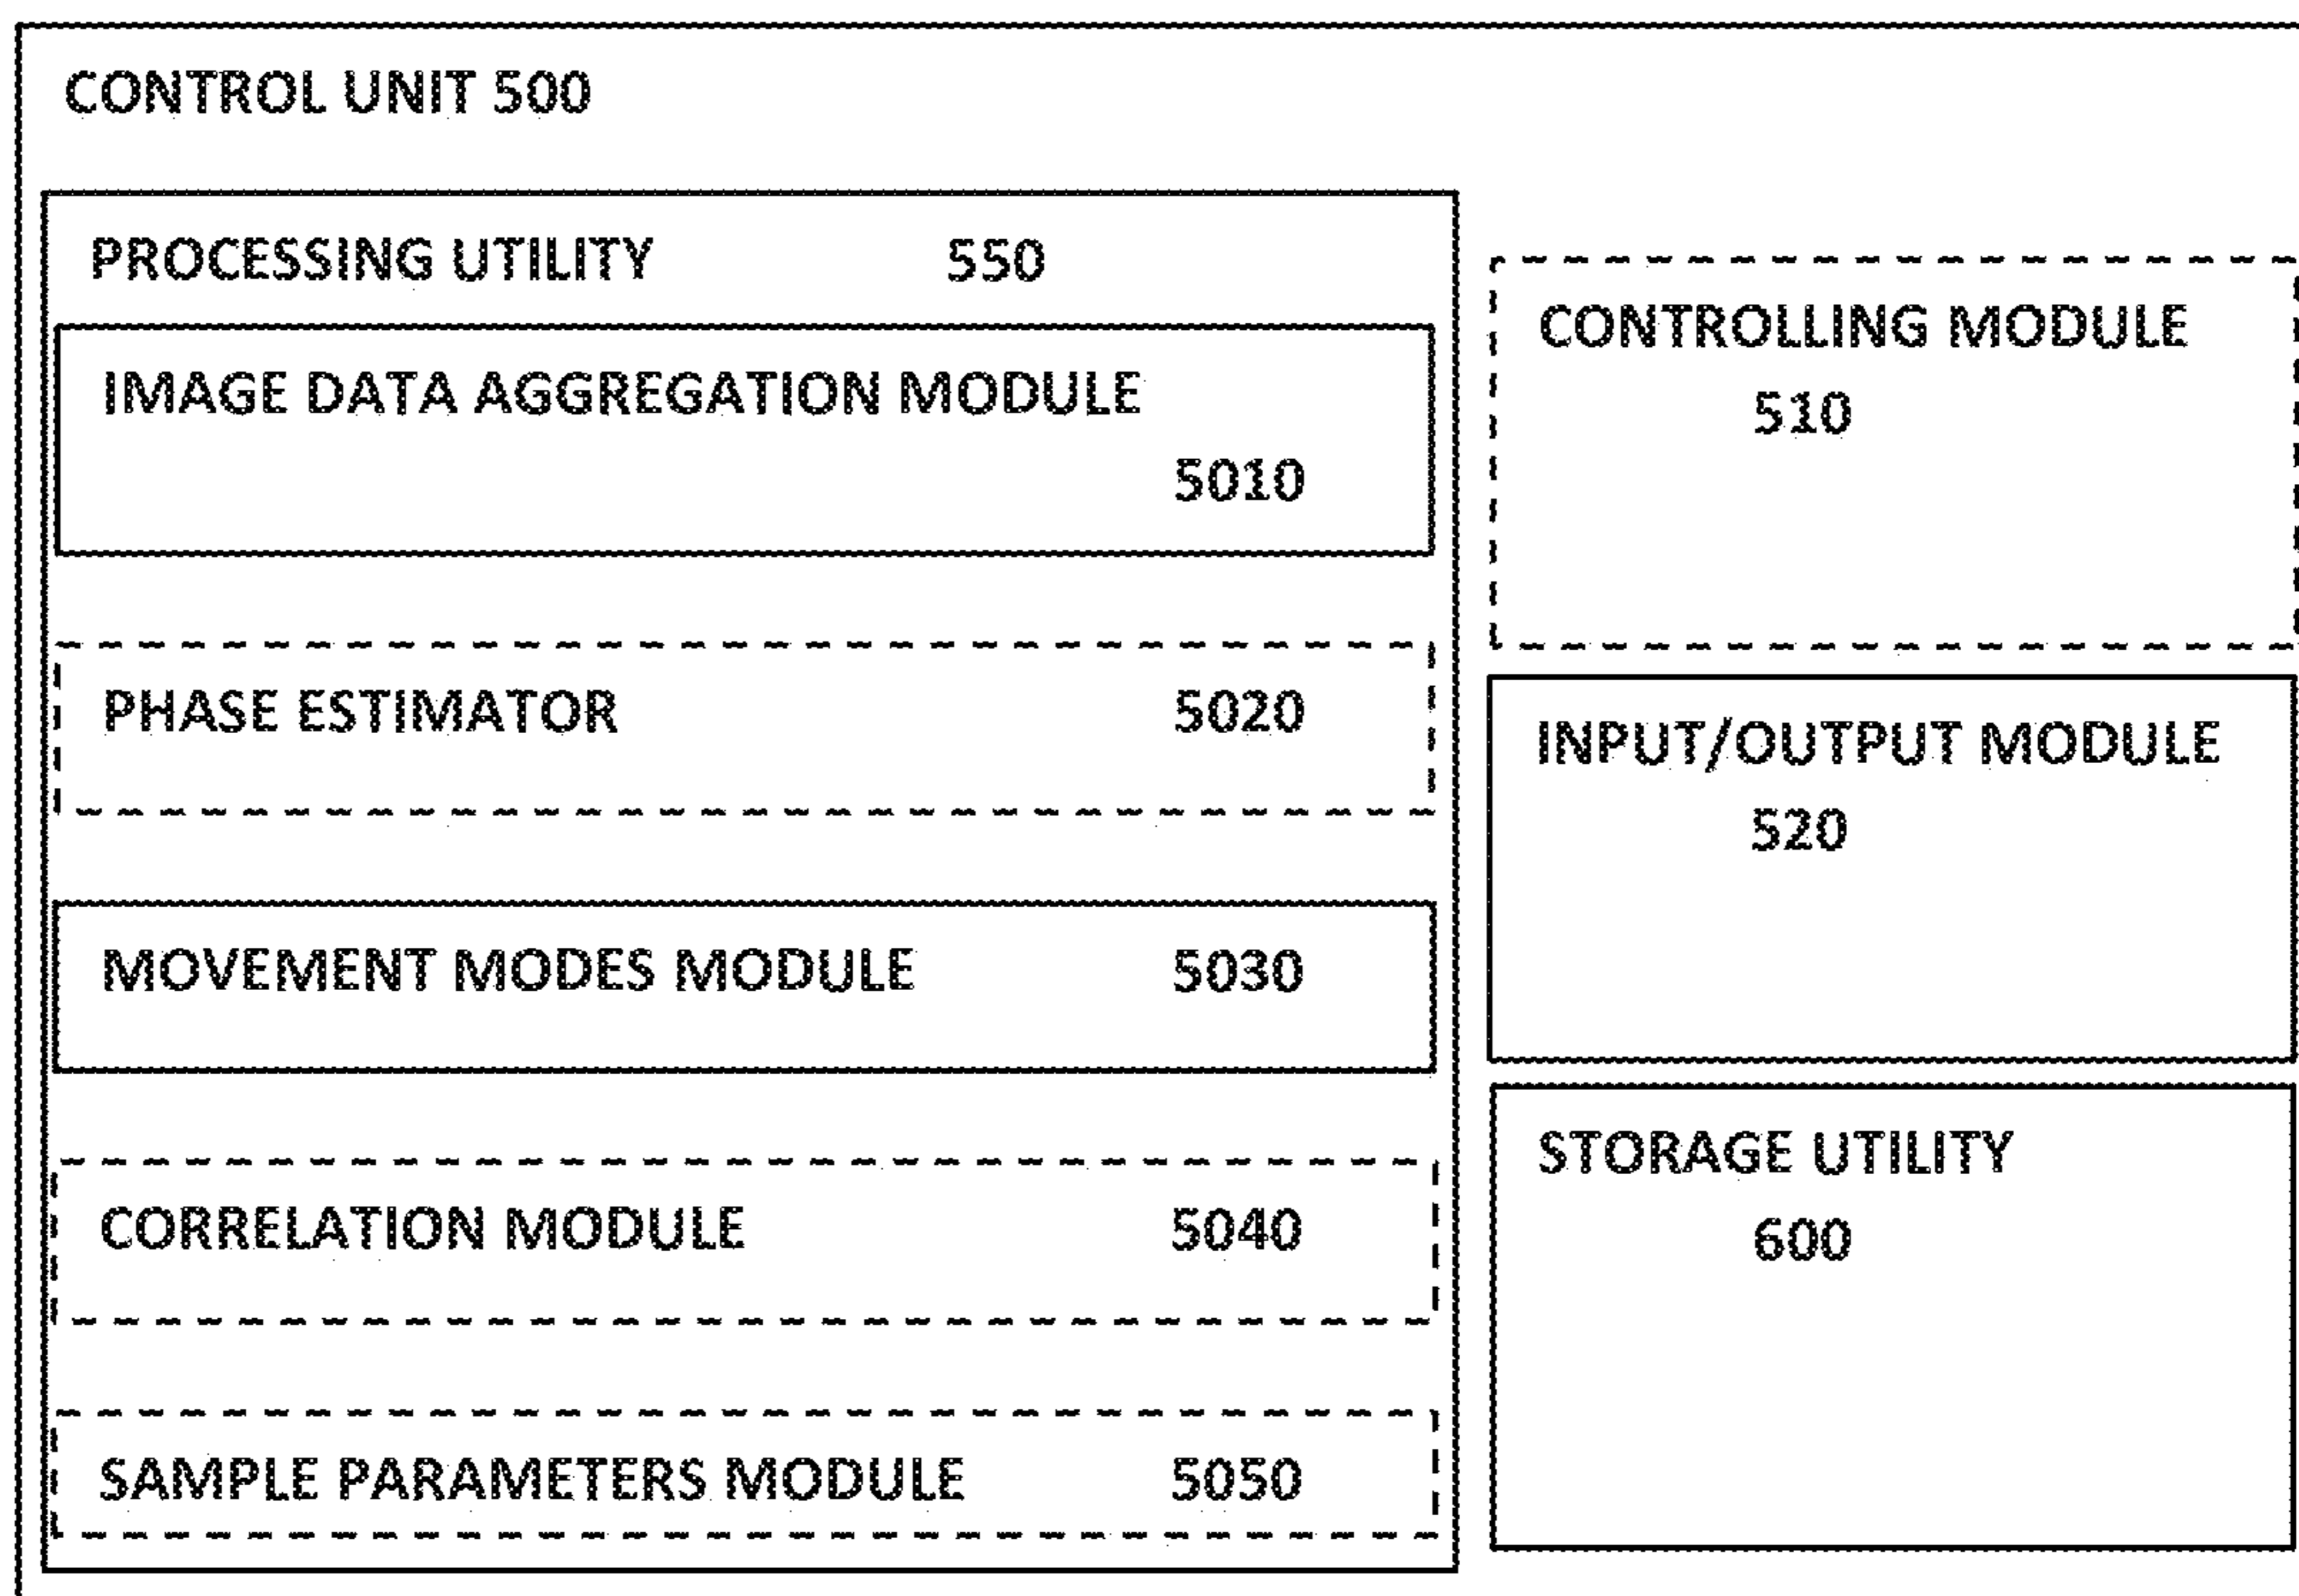 CONTROL UNIT 500
PROCESSING UTILITY 550
IMAGE DATA AGGREGATION MODULE
5010
PHASE ESTIMATOR 5020
MOVEMENT MODES MODULE 5030
CORRELATION MODULE 5040
SAMPLE PARAMETERS MODULE 5050
CONTROLLING MODULE
510
INPUT/OUTPUT MODULE
520
STORAGE UTILITY
600